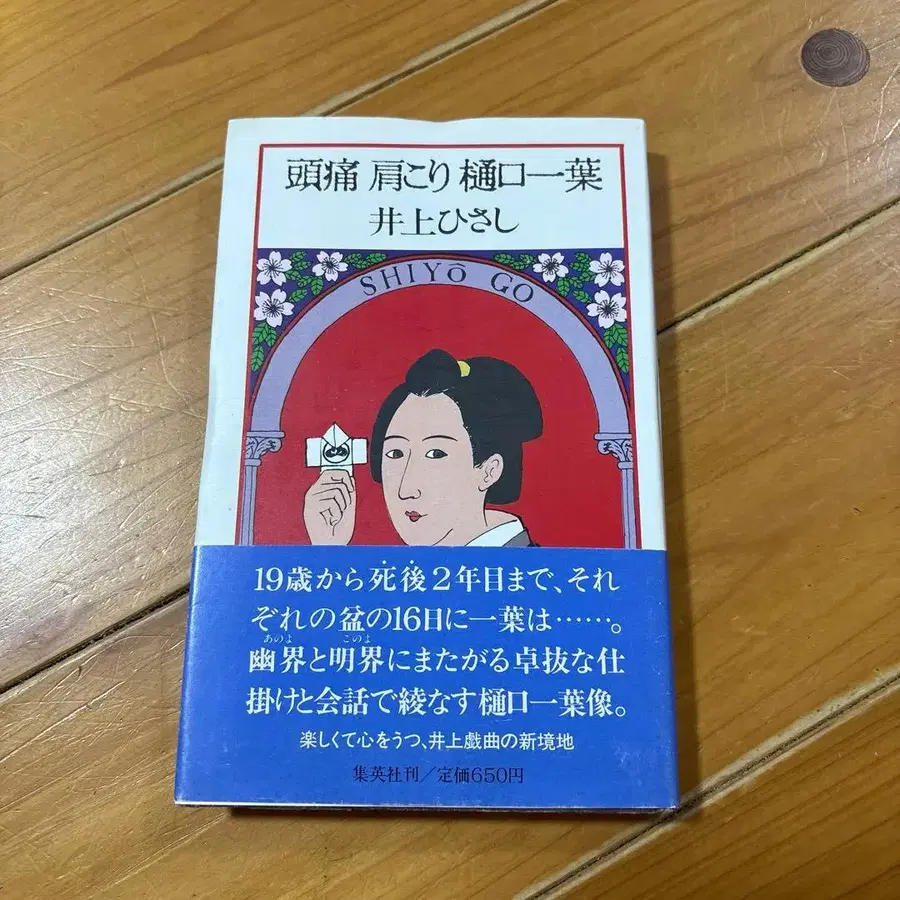 頭痛 肩こり 樋口一葉
井上ひさし
SHIYŌ GO
19歳から死後2年目まで、それ
ぞれの盆の16日に一葉は……。
あのよ このよ
幽界と明界にまたがる卓抜な仕
掛けと会話で綾なす樋口一葉像。
楽しくて心をうつ、井上戯曲の新境地
集英社刊／定価650円